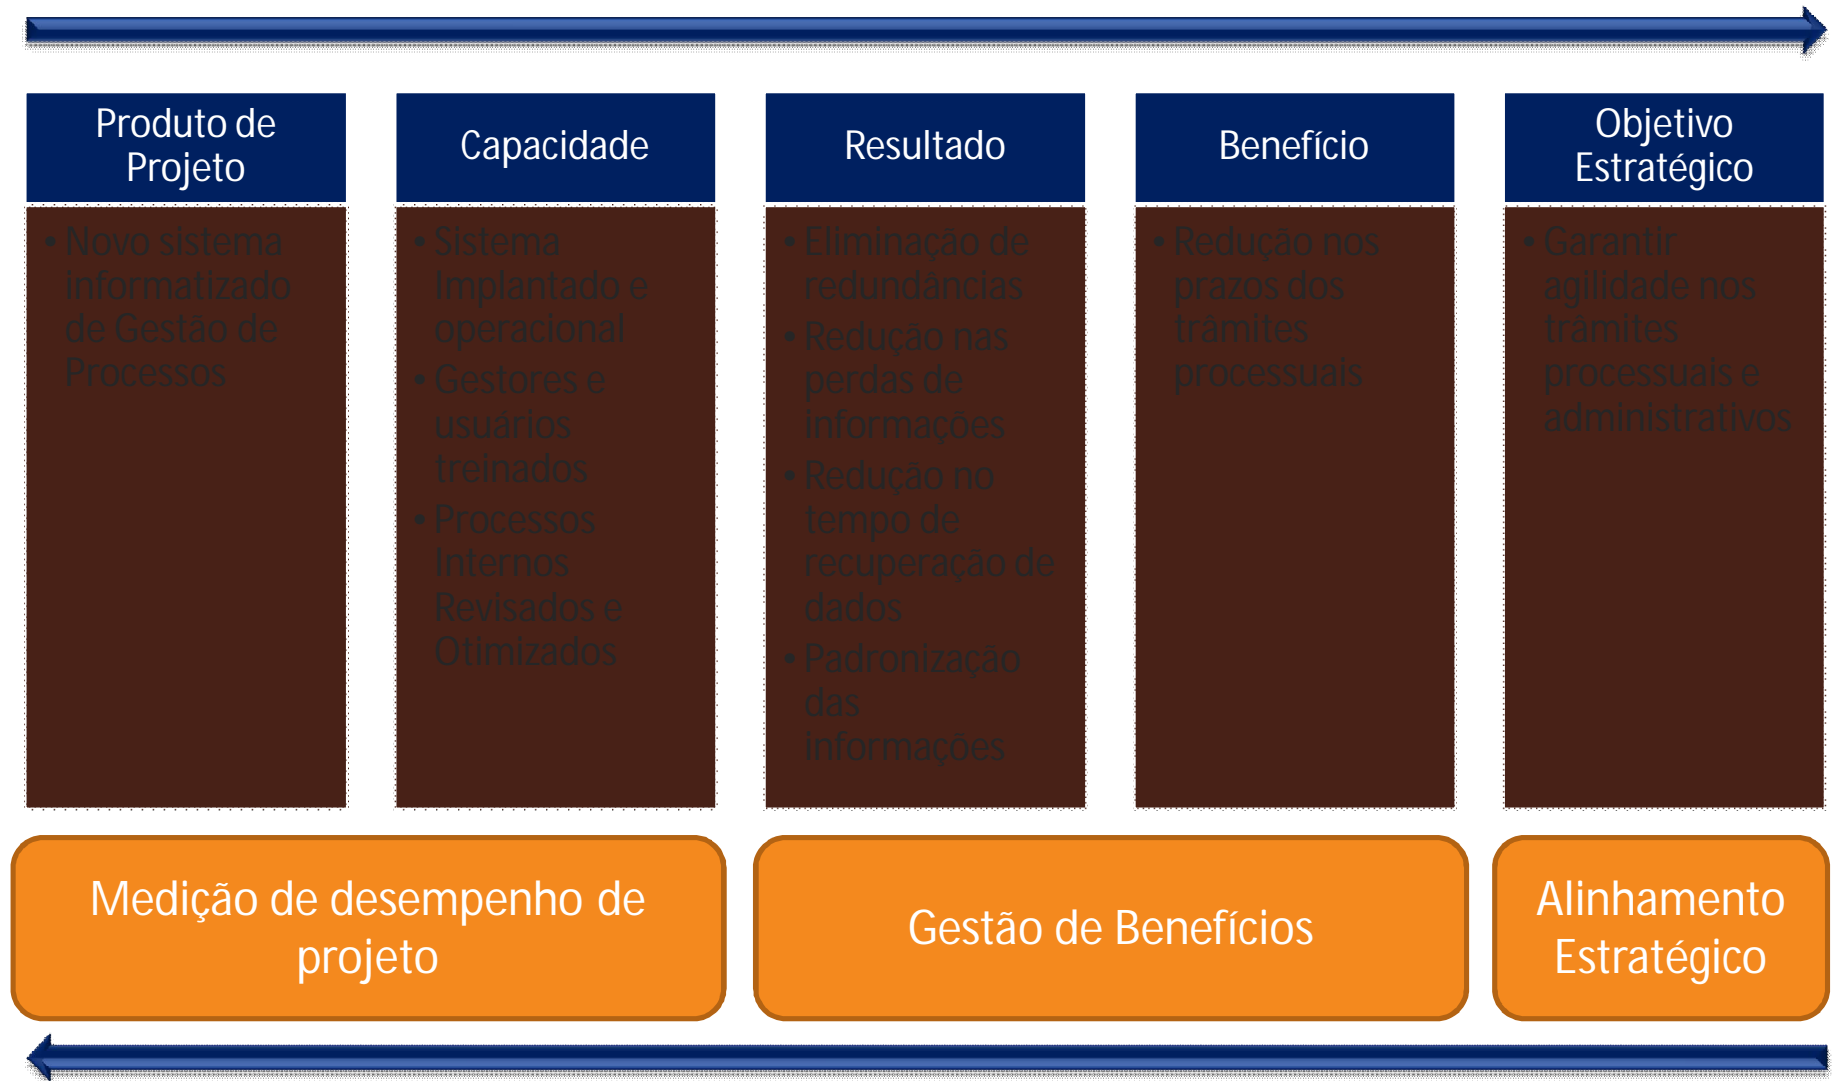 Produto de
Projeto
• Novo sistema
informatizado
de Gestão de
Processos
Capacidade
• Sistema
Implantado e
operacional
• Gestores e
usuários
treinados
• Processos
Internos
Revisados e
Otimizados
Resultado
• Eliminação de
redundâncias
• Redução nas
perdas de
informações
• Redução no
tempo de
recuperação de
dados
• Padronização
das
informações
Benefício
• Redução nos
prazos dos
trâmites
processuais
Objetivo
Estratégico
• Garantir
agilidade nos
trâmites
processuais e
administrativos
Medição de desempenho de
projeto
Gestão de Benefícios
Alinhamento
Estratégico